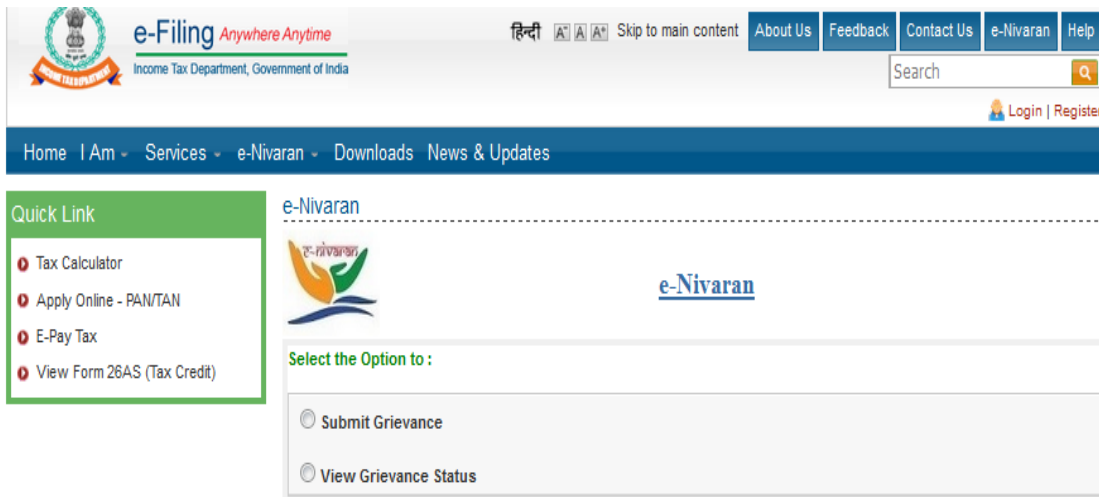 e-Filing Anywhere Anytime
Income Tax Department, Government of India
हिन्दी A- A A+ Skip to main content About Us Feedback Contact Us e-Nivaran Help
Search
Login | Register
Home I Am Services e-Nivaran Downloads News & Updates
Quick Link
Tax Calculator
Apply Online - PAN/TAN
E-Pay Tax
View Form 26AS (Tax Credit)
e-Nivaran
e-Nivaran
Select the Option to :
Submit Grievance
View Grievance Status